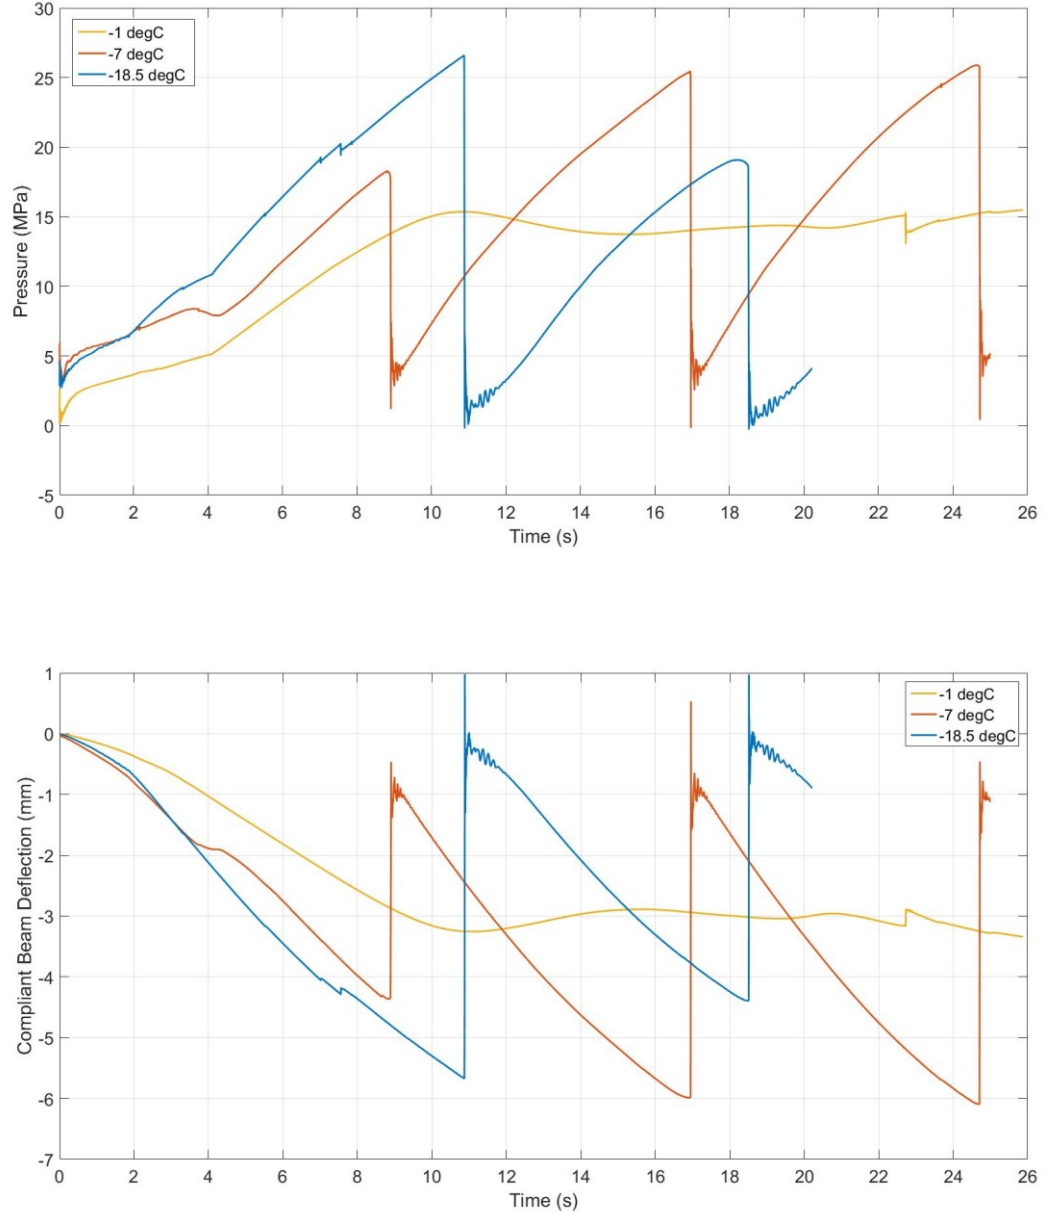 30
25
20
15
10
5
0
-5
Pressure (MPa)
-1 degC
-7 degC
-18.5 degC
0 2 4 6 8 10 12 14 16 18 20 22 24 26
Time (s)
1
0
-1
-2
-3
-4
-5
-6
-7
Compliant Beam Deflection (mm)
-1 degC
-7 degC
-18.5 degC
0 2 4 6 8 10 12 14 16 18 20 22 24 26
Time (s)